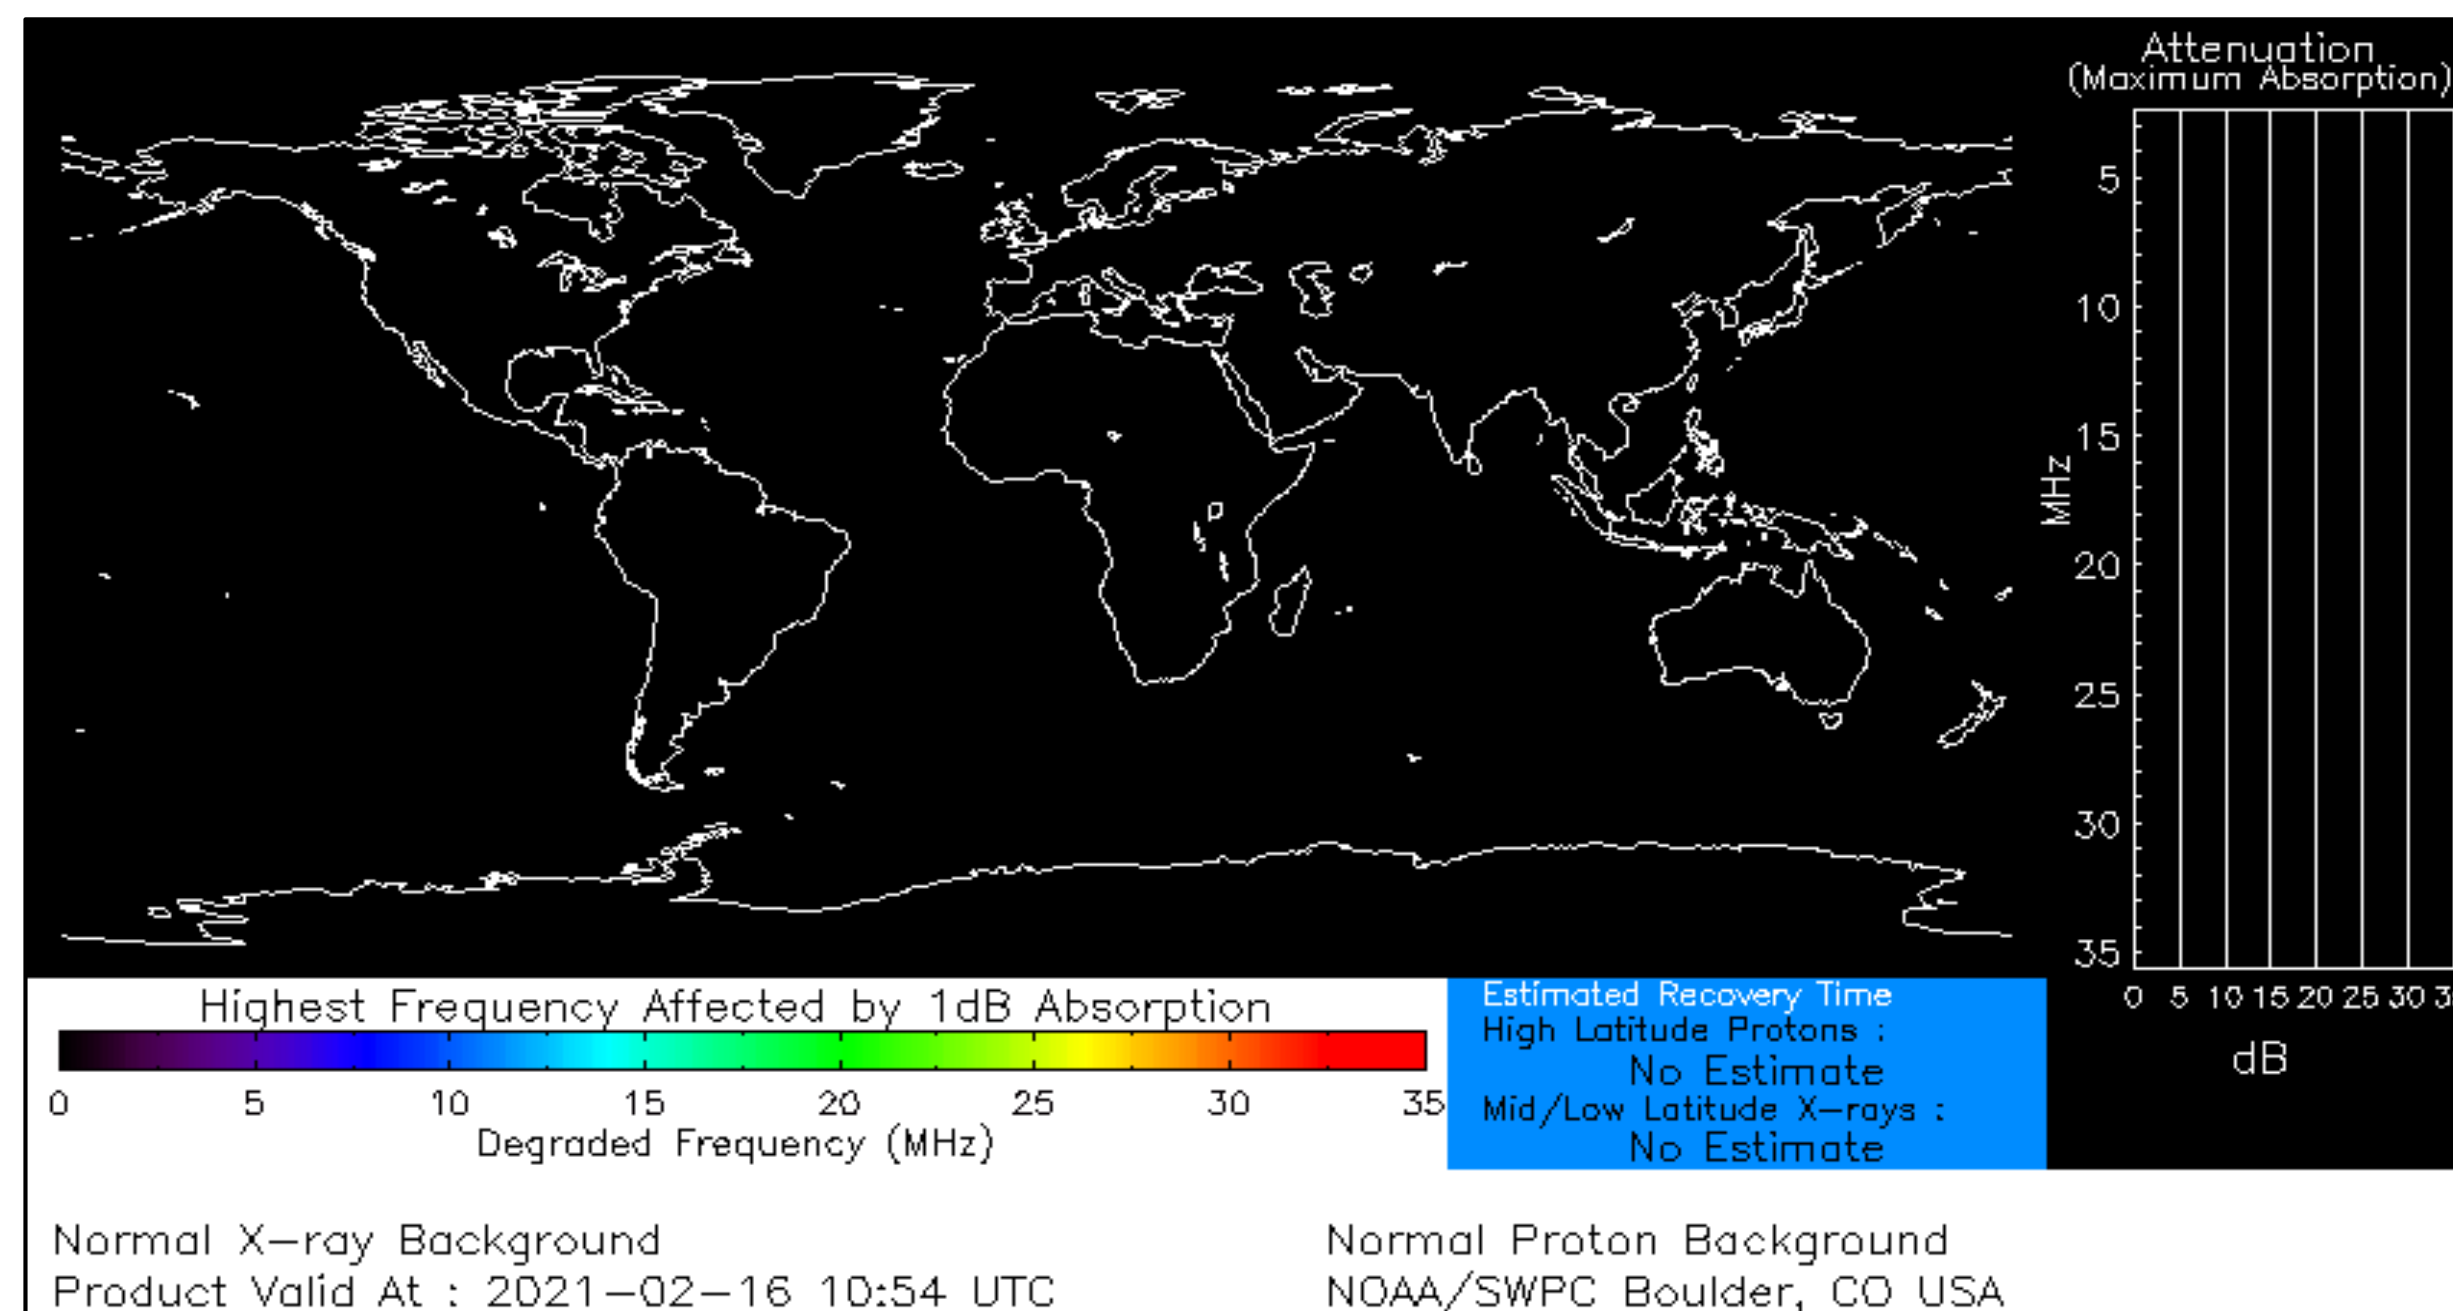 Attenuation
(Maximum Absorption)
5
10
15
20
25
30
35
MHz
0 5 10 15 20 25 30
dB
Highest Frequency Affected by 1dB Absorption
0 5 10 15 20 25 30 35
Degraded Frequency (MHz)
Estimated Recovery Time
High Latitude Protons :
No Estimate
Mid/Low Latitude X-rays :
No Estimate
Normal X-ray Background
Normal Proton Background
Product Valid At : 2021-02-16 10:54 UTC
NOAA/SWPC Boulder, CO USA